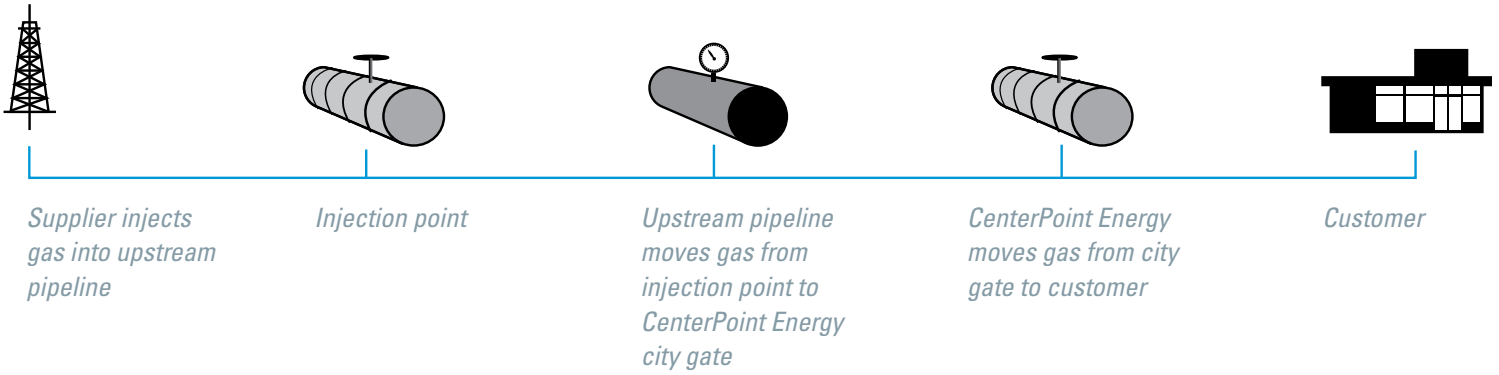 Supplier injects
gas into upstream
pipeline
Injection point
Upstream pipeline
moves gas from
injection point to
CenterPoint Energy
city gate
CenterPoint Energy
moves gas from city
gate to customer
Customer